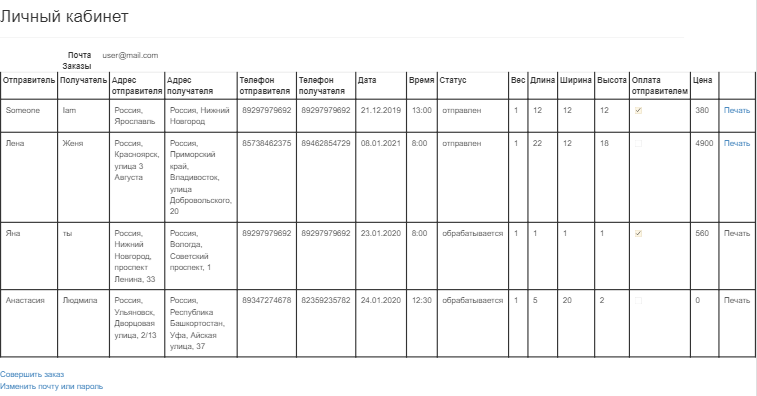 Личный кабинет
Почта user@mail.com
Заказы
Отправитель Получатель Адрес отправителя Адрес получателя Телефон отправителя Телефон получателя Дата Время Статус Вес Длина Ширина Высота Оплата отправителем Цена
Someone Iam Россия, Ярославль Россия, Нижний Новгород 89297979692 89297979692 21.12.2019 13:00 отправлен 1 12 12 12 380 Печать
Лена Женя Россия, Красноярск, улица 3 Августа Россия, Приморский край, Владивосток, улица Добровольского, 20 85738462375 89462854729 08.01.2021 8:00 отправлен 1 22 12 18 4900 Печать
Яна ты Россия, Нижний Новгород, проспект Ленина, 33 Россия, Вологда, Советский проспект, 1 89297979692 89297979692 23.01.2020 8:00 обрабатывается 1 1 1 1 560 Печать
Анастасия Людмила Россия, Ульяновск, Дворцовая улица, 2/13 Россия, Республика Башкортостан, Уфа, Айская улица, 37 89347274678 82359235782 24.01.2020 12:30 обрабатывается 1 5 20 2 0 Печать
Совершить заказ
Изменить почту или пароль